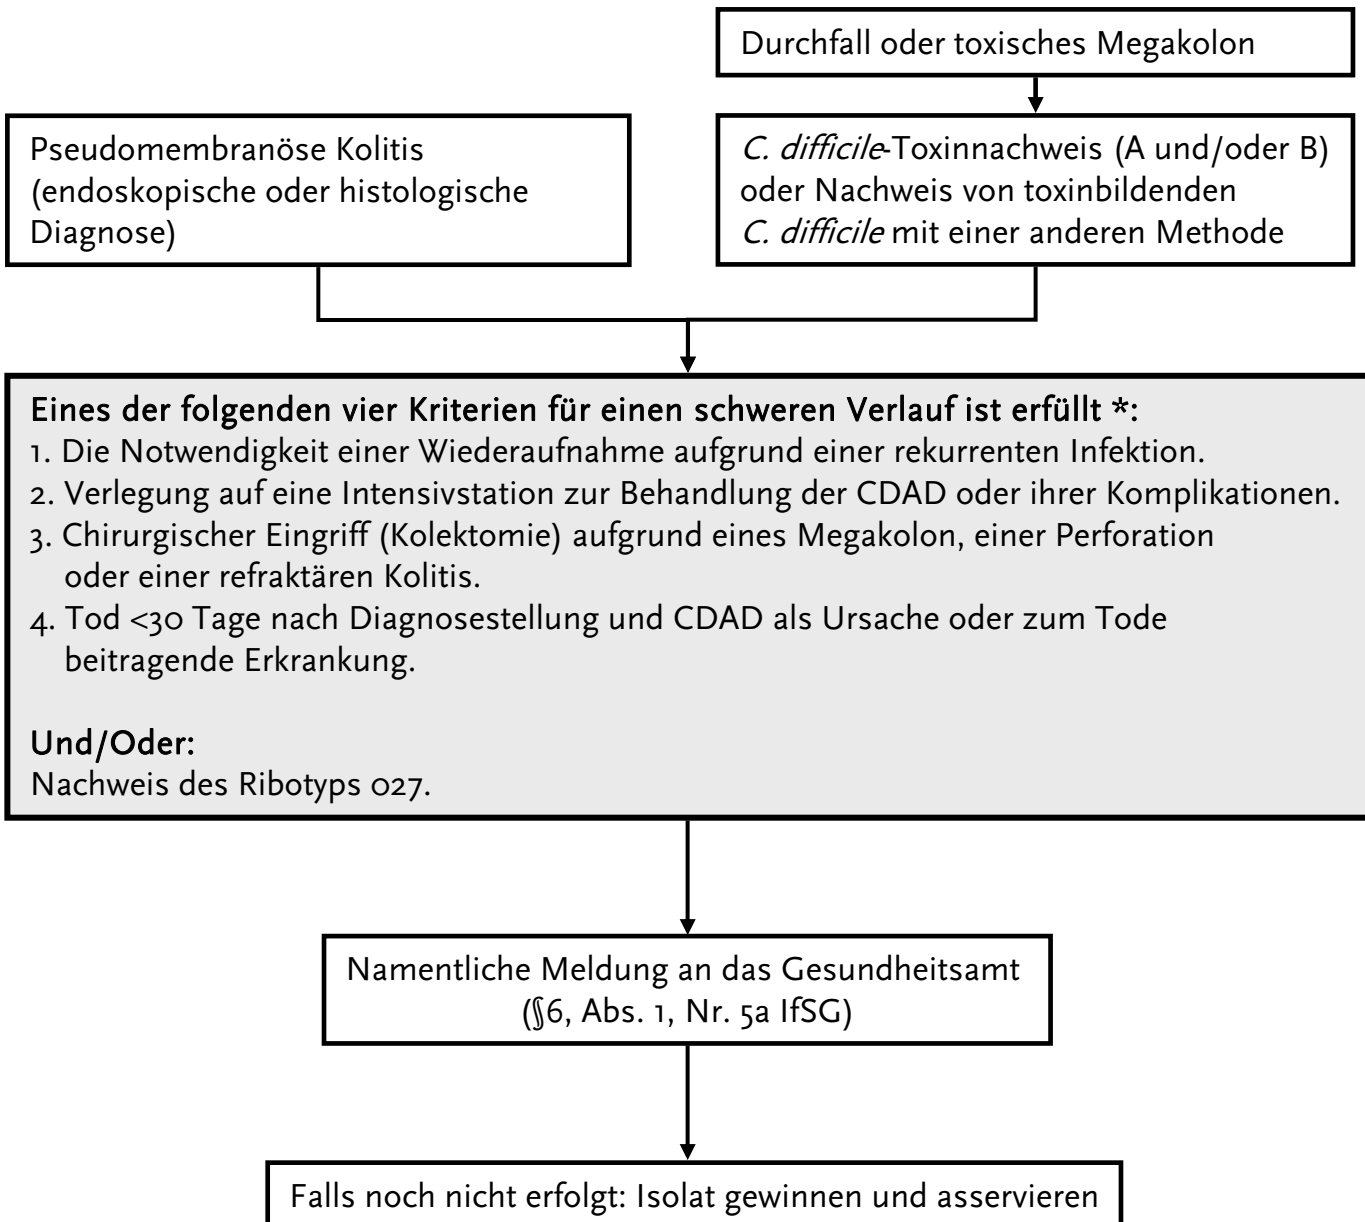 Durchfall oder toxisches Megakolon
Pseudomembranöse Kolitis
(endoskopische oder histologische
Diagnose)
C. difficile-Toxinnachweis (A und/oder B)
oder Nachweis von toxinbildenden
C. difficile mit einer anderen Methode
Eines der folgenden vier Kriterien für einen schweren Verlauf ist erfüllt *:
1. Die Notwendigkeit einer Wiederaufnahme aufgrund einer rekurrenten Infektion.
2. Verlegung auf eine Intensivstation zur Behandlung der CDAD oder ihrer Komplikationen.
3. Chirurgischer Eingriff (Kolektomie) aufgrund eines Megakolon, einer Perforation
oder einer refraktären Kolitis.
4. Tod <30 Tage nach Diagnosestellung und CDAD als Ursache oder zum Tode
beitragende Erkrankung.
Und/Oder:
Nachweis des Ribotyps 027.
Namentliche Meldung an das Gesundheitsamt
(§6, Abs. 1, Nr. 5a IfSG)
Falls noch nicht erfolgt: Isolat gewinnen und asservieren